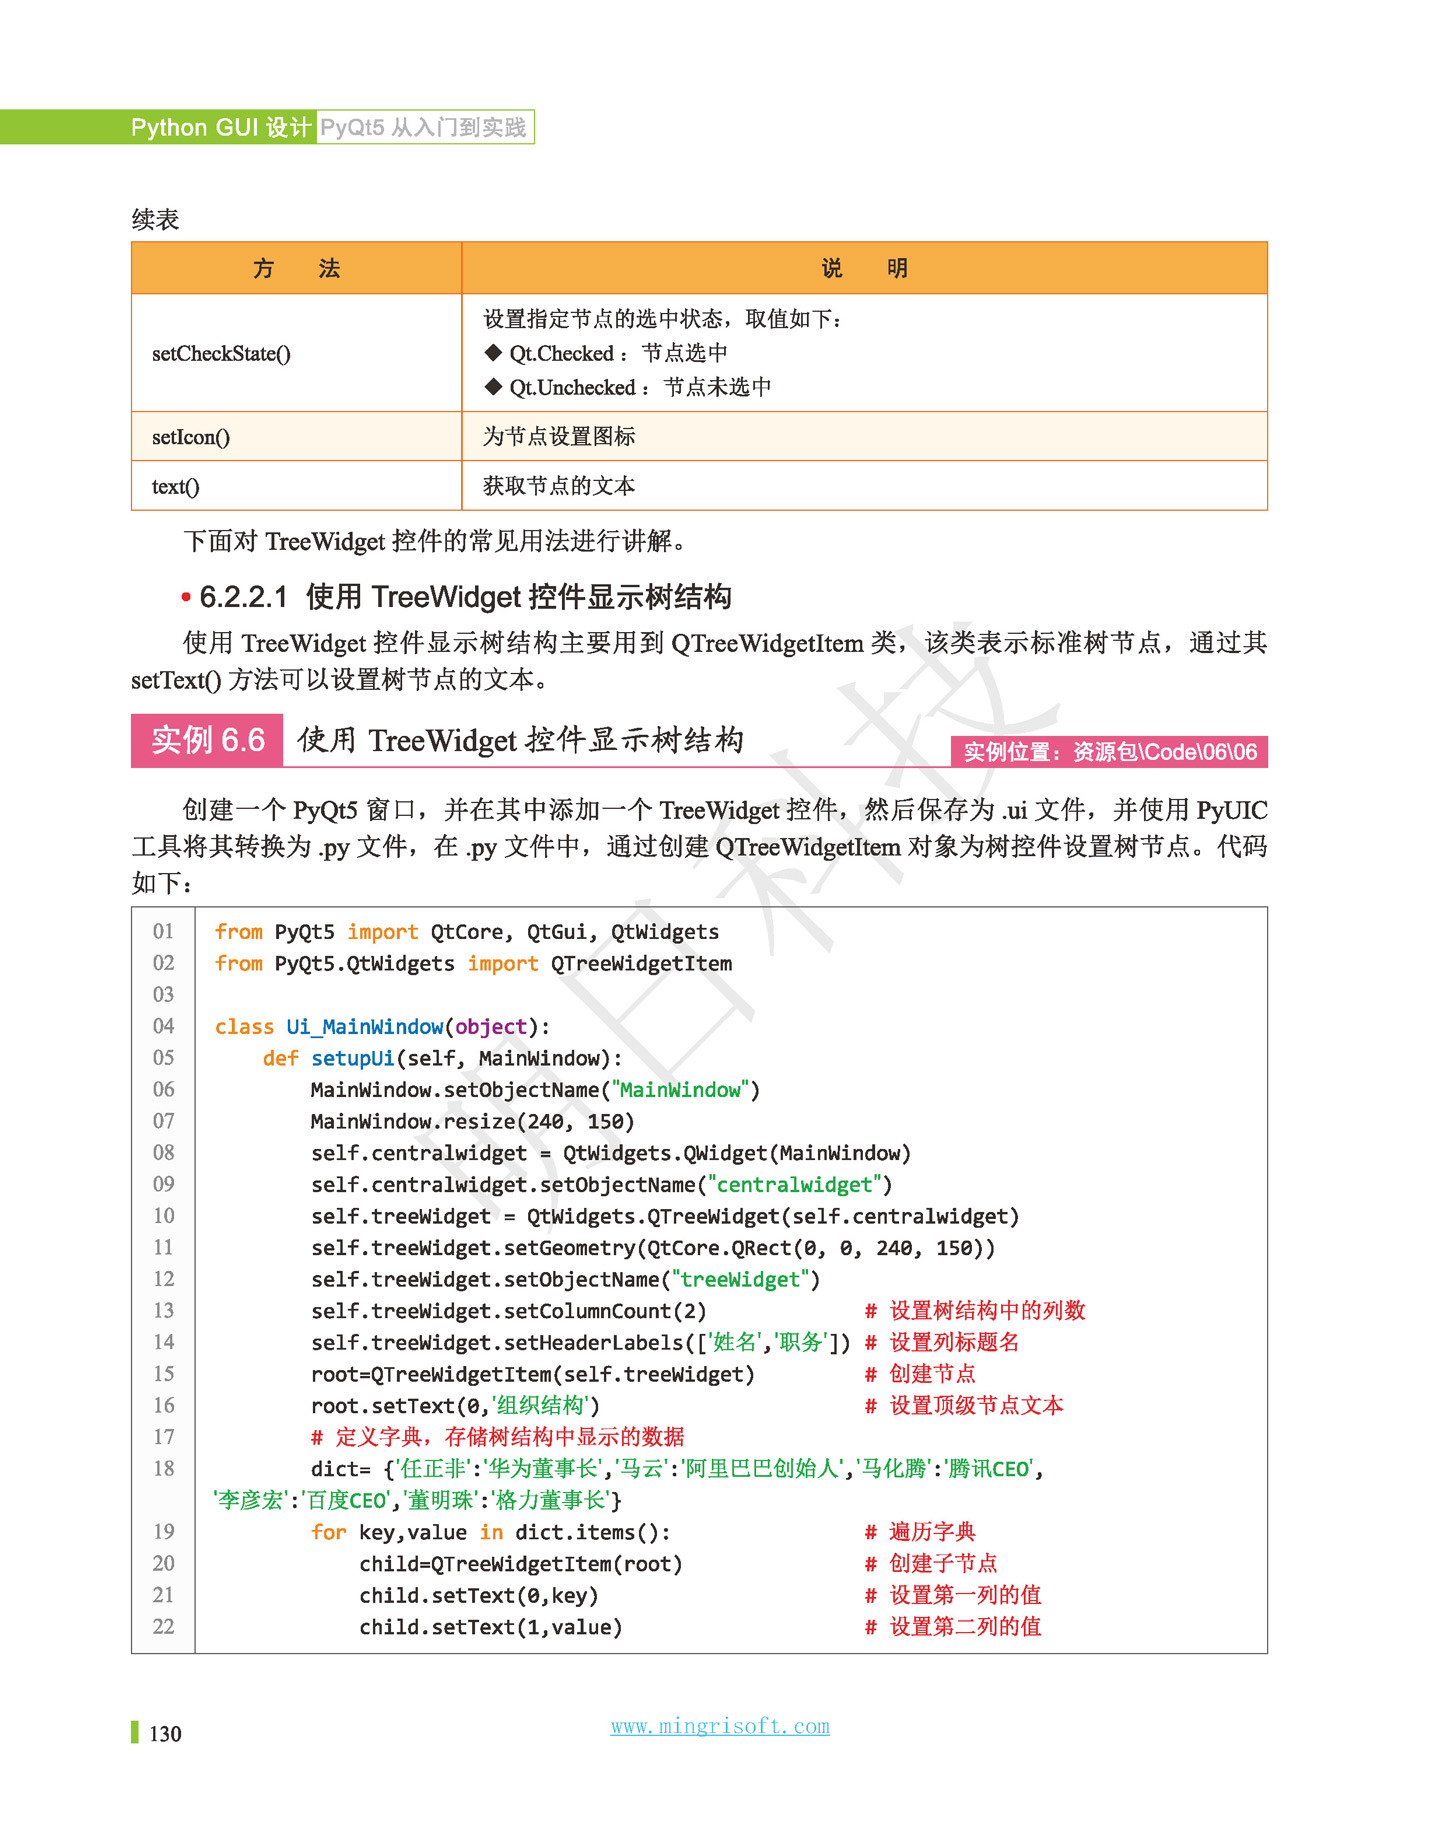 Python GUI 设计 PyQt5 从入门到实践
续表
方 法 说 明
setCheckState()
设置指定节点的选中状态，取值如下：
◆ Qt.Checked：节点选中
◆ Qt.Unchecked：节点未选中
setIcon() 为节点设置图标
text() 获取节点的文本
下面对 TreeWidget 控件的常见用法进行讲解。
• 6.2.2.1 使用 TreeWidget 控件显示树结构
使用 TreeWidget 控件显示树结构主要用到 QTreeWidgetItem 类，该类表示标准树节点，通过其
setText() 方法可以设置树节点的文本。
实例 6.6 使用 TreeWidget 控件显示树结构 实例位置：资源包\Code\06\06
创建一个 PyQt5 窗口，并在其中添加一个 TreeWidget 控件，然后保存为 .ui 文件，并使用 PyUIC
工具将其转换为 .py 文件，在 .py 文件中，通过创建 QTreeWidgetItem 对象为树控件设置树节点。代码
如下：
01 from PyQt5 import QtCore, QtGui, QtWidgets
02 from PyQt5.QtWidgets import QTreeWidgetItem
03
04 class Ui_MainWindow(object):
05     def setupUi(self, MainWindow):
06         MainWindow.setObjectName("MainWindow")
07         MainWindow.resize(240, 150)
08         self.centralwidget = QtWidgets.QWidget(MainWindow)
09         self.centralwidget.setObjectName("centralwidget")
10         self.treeWidget = QtWidgets.QTreeWidget(self.centralwidget)
11         self.treeWidget.setGeometry(QtCore.QRect(0, 0, 240, 150))
12         self.treeWidget.setObjectName("treeWidget")
13         self.treeWidget.setColumnCount(2)             # 设置树结构中的列数
14         self.treeWidget.setHeaderLabels(['姓名','职务']) # 设置列标题名
15         root=QTreeWidgetItem(self.treeWidget)         # 创建节点
16         root.setText(0,'组织结构')                      # 设置顶级节点文本
17         # 定义字典，存储树结构中显示的数据
18         dict= {'任正非':'华为董事长','马云':'阿里巴巴创始人','马化腾':'腾讯CEO',
'李彦宏':'百度CEO','董明珠':'格力董事长'}
19         for key,value in dict.items():                # 遍历字典
20             child=QTreeWidgetItem(root)               # 创建子节点
21             child.setText(0,key)                      # 设置第一列的值
22             child.setText(1,value)                    # 设置第二列的值
明日科技
130 www.mingrisoft.com